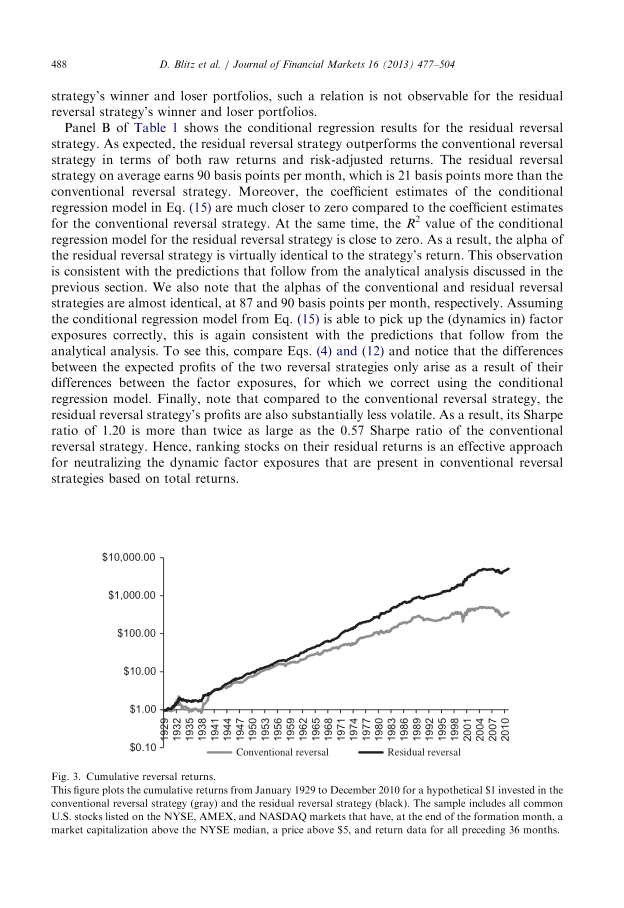 488
D. Blitz et al. / Journal of Financial Markets 16 (2013) 477–504
strategy's winner and loser portfolios, such a relation is not observable for the residual
reversal strategy's winner and loser portfolios.
Panel B of Table 1 shows the conditional regression results for the residual reversal
strategy. As expected, the residual reversal strategy outperforms the conventional reversal
strategy in terms of both raw returns and risk-adjusted returns. The residual reversal
strategy on average earns 90 basis points per month, which is 21 basis points more than the
conventional reversal strategy. Moreover, the coefficient estimates of the conditional
regression model in Eq. (15) are much closer to zero compared to the coefficient estimates
for the conventional reversal strategy. At the same time, the R² value of the conditional
regression model for the residual reversal strategy is close to zero. As a result, the alpha of
the residual reversal strategy is virtually identical to the strategy's return. This observation
is consistent with the predictions that follow from the analytical analysis discussed in the
previous section. We also note that the alphas of the conventional and residual reversal
strategies are almost identical, at 87 and 90 basis points per month, respectively. Assuming
the conditional regression model from Eq. (15) is able to pick up the (dynamics in) factor
exposures correctly, this is again consistent with the predictions that follow from the
analytical analysis. To see this, compare Eqs. (4) and (12) and notice that the differences
between the expected profits of the two reversal strategies only arise as a result of their
differences between the factor exposures, for which we correct using the conditional
regression model. Finally, note that compared to the conventional reversal strategy, the
residual reversal strategy's profits are also substantially less volatile. As a result, its Sharpe
ratio of 1.20 is more than twice as large as the 0.57 Sharpe ratio of the conventional
reversal strategy. Hence, ranking stocks on their residual returns is an effective approach
for neutralizing the dynamic factor exposures that are present in conventional reversal
strategies based on total returns.
$10,000.00
$1,000.00
$100.00
$10.00
$1.00
$0.10
1929 1932 1935 1938 1941 1944 1947 1950 1953 1956 1959 1962 1965 1968 1971 1974 1977 1980 1983 1986 1989 1992 1995 1998 2001 2004 2007 2010
Conventional reversal
Residual reversal
Fig. 3. Cumulative reversal returns.
This figure plots the cumulative returns from January 1929 to December 2010 for a hypothetical $1 invested in the
conventional reversal strategy (gray) and the residual reversal strategy (black). The sample includes all common
U.S. stocks listed on the NYSE, AMEX, and NASDAQ markets that have, at the end of the formation month, a
market capitalization above the NYSE median, a price above $5, and return data for all preceding 36 months.